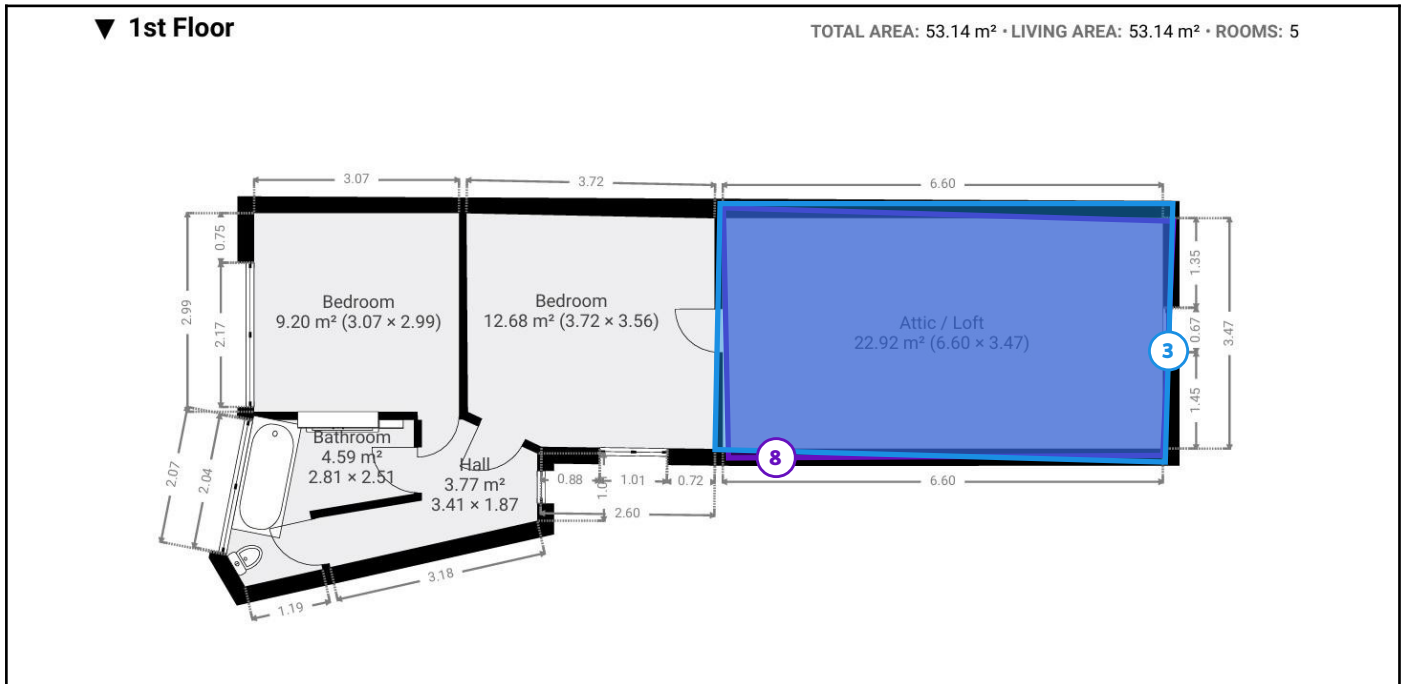 ▼ 1st Floor
TOTAL AREA: 53.14 m² · LIVING AREA: 53.14 m² · ROOMS: 5
3.07
3.72
6.60
0.75
2.99
2.17
1.35
0.67
3.47
1.45
Bedroom
9.20 m² (3.07 × 2.99)
Bedroom
12.68 m² (3.72 × 3.56)
Attic / Loft
22.92 m² (6.60 × 3.47)
3
8
Bathroom
4.59 m²
2.81 × 2.51
Hall
3.77 m²
3.41 × 1.87
2.07
2.04
0.88
1.01
0.72
6.60
2.60
3.18
1.19